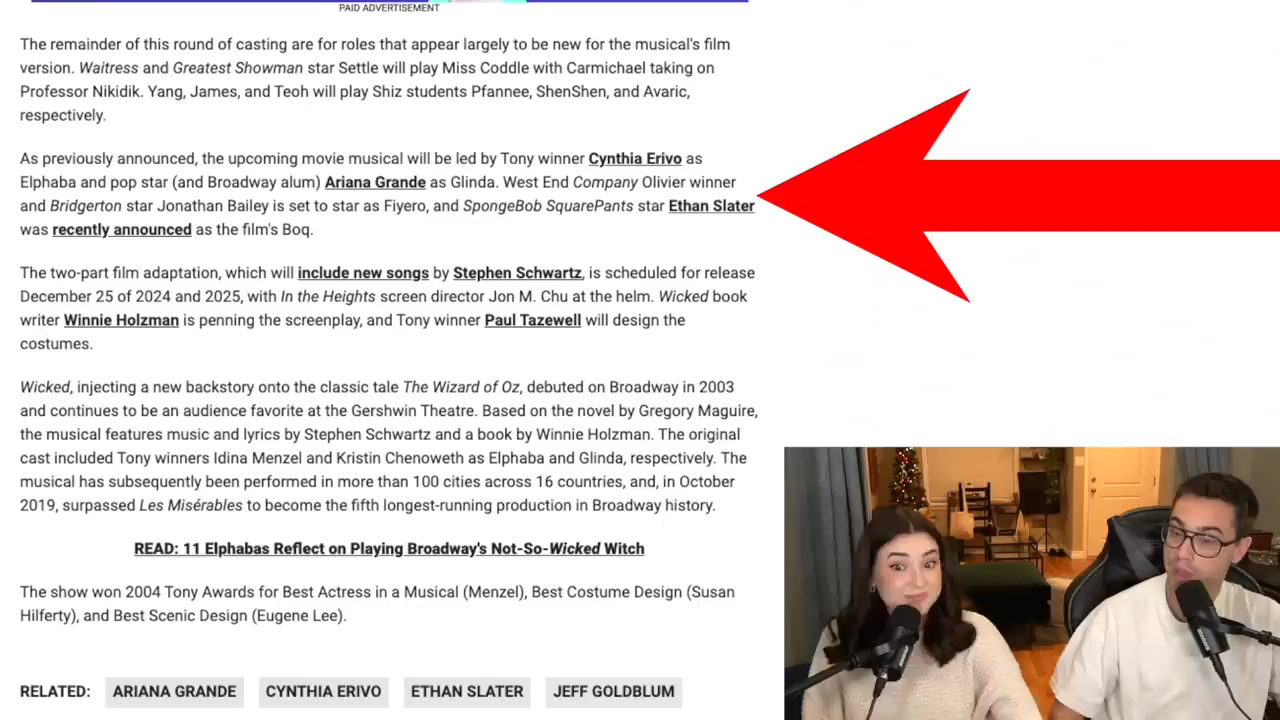 PAID ADVERTISEMENT
The remainder of this round of casting are for roles that appear largely to be new for the musical's film
version. Waitress and Greatest Showman star Settle will play Miss Coddle with Carmichael taking on
Professor Nikidik. Yang, James, and Teoh will play Shiz students Pfannee, ShenShen, and Avaric,
respectively.
As previously announced, the upcoming movie musical will be led by Tony winner Cynthia Erivo as
Elphaba and pop star (and Broadway alum) Ariana Grande as Glinda. West End Company Olivier winner
and Bridgerton star Jonathan Bailey is set to star as Fiyero, and SpongeBob SquarePants star Ethan Slater
was recently announced as the film's Boq.
The two-part film adaptation, which will include new songs by Stephen Schwartz, is scheduled for release
December 25 of 2024 and 2025, with In the Heights screen director Jon M. Chu at the helm. Wicked book
writer Winnie Holzman is penning the screenplay, and Tony winner Paul Tazewell will design the
costumes.
Wicked, injecting a new backstory onto the classic tale The Wizard of Oz, debuted on Broadway in 2003
and continues to be an audience favorite at the Gershwin Theatre. Based on the novel by Gregory Maguire,
the musical features music and lyrics by Stephen Schwartz and a book by Winnie Holzman. The original
cast included Tony winners Idina Menzel and Kristin Chenoweth as Elphaba and Glinda, respectively. The
musical has subsequently been performed in more than 100 cities across 16 countries, and, in October
2019, surpassed Les Misérables to become the fifth longest-running production in Broadway history.
READ: 11 Elphabas Reflect on Playing Broadway's Not-So-Wicked Witch
The show won 2004 Tony Awards for Best Actress in a Musical (Menzel), Best Costume Design (Susan
Hilferty), and Best Scenic Design (Eugene Lee).
RELATED: ARIANA GRANDE CYNTHIA ERIVO ETHAN SLATER JEFF GOLDBLUM